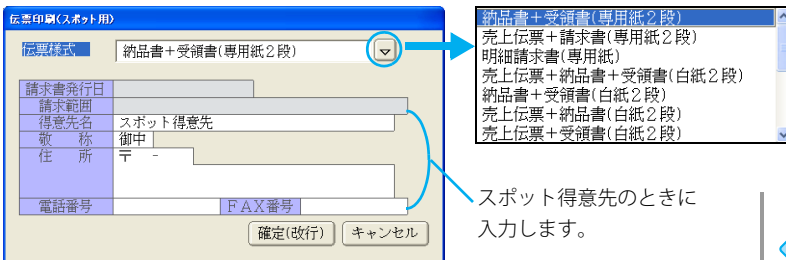 伝票印刷(スポット用)
伝票様式
納品書＋受領書(専用紙２段)
請求書発行日
請求範囲
得意先名
スポット得意先
敬　称
御中
住　所
〒　-
電話番号
ＦＡＸ番号
確定(改行)
キャンセル
納品書＋受領書(専用紙２段)
売上伝票＋請求書(専用紙２段)
明細請求書(専用紙)
売上伝票＋納品書＋受領書(白紙２段)
納品書＋受領書(白紙２段)
売上伝票＋納品書(白紙２段)
売上伝票＋受領書(白紙２段)
スポット得意先のときに
入力します。